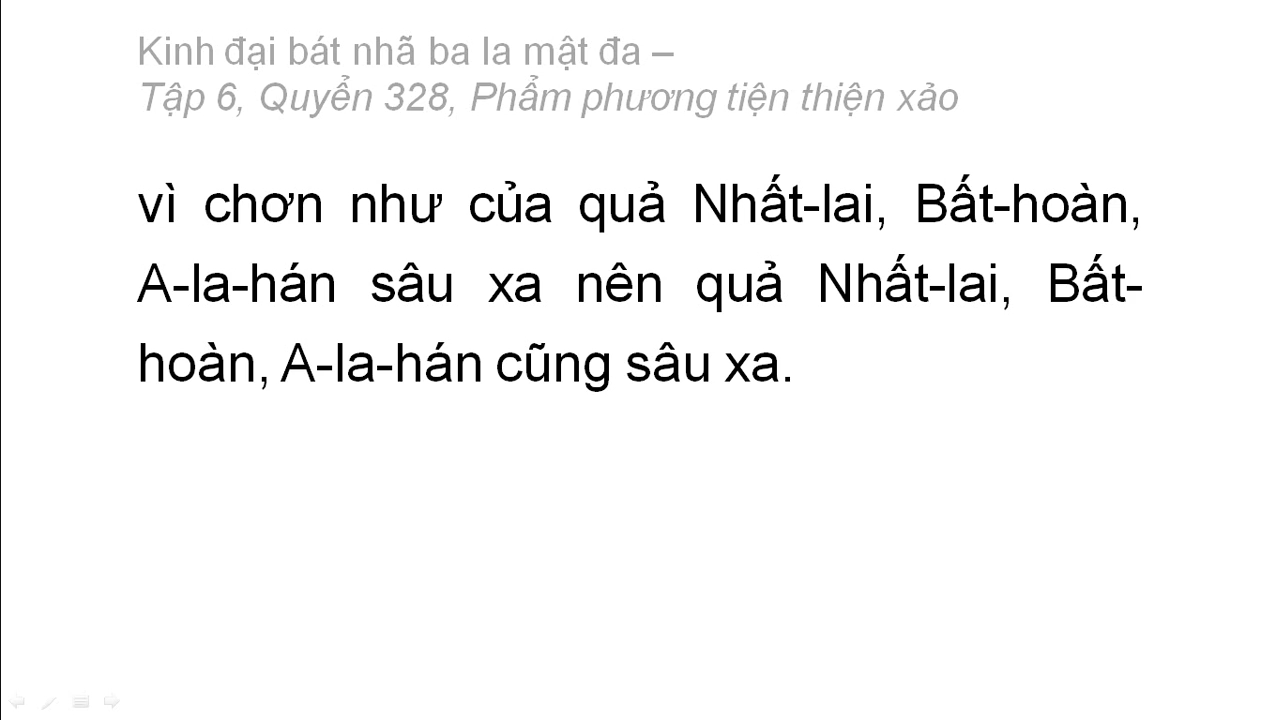 Kinh đại bát nhã ba la mật đa –
Tập 6, Quyển 328, Phẩm phương tiện thiện xảo
vì chơn như của quả Nhất-lai, Bất-hoàn,
A-la-hán sâu xa nên quả Nhất-lai, Bất-
hoàn, A-la-hán cũng sâu xa.